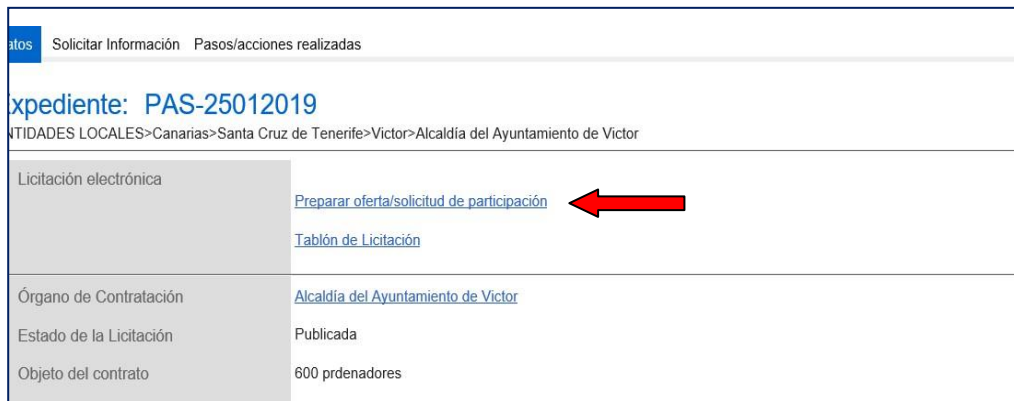 atos Solicitar Información Pasos/acciones realizadas
xpediente: PAS-25012019
NTIDADES LOCALES>Canarias>Santa Cruz de Tenerife>Victor>Alcaldía del Ayuntamiento de Victor
Licitación electrónica
Preparar oferta/solicitud de participación
Tablón de Licitación
Órgano de Contratación Alcaldía del Ayuntamiento de Victor
Estado de la Licitación Publicada
Objeto del contrato 600 prdenadores